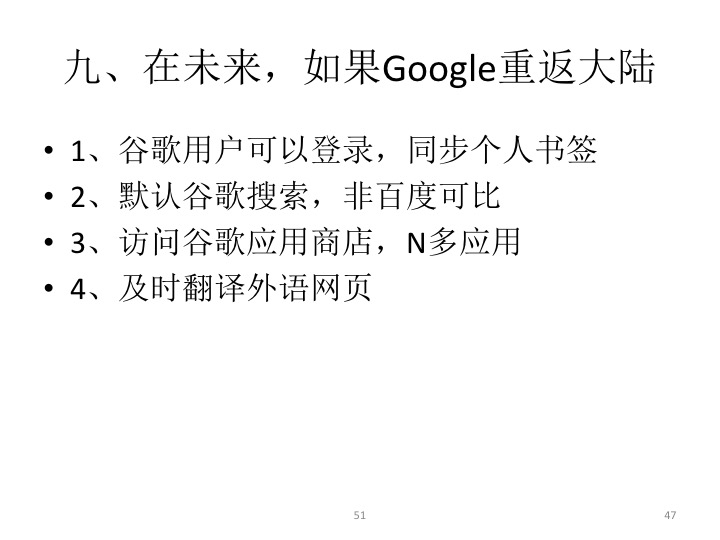 九、在未来，如果Google重返大陆
• 1、谷歌用户可以登录，同步个人书签
• 2、默认谷歌搜索，非百度可比
• 3、访问谷歌应用商店，N多应用
• 4、及时翻译外语网页
51
47